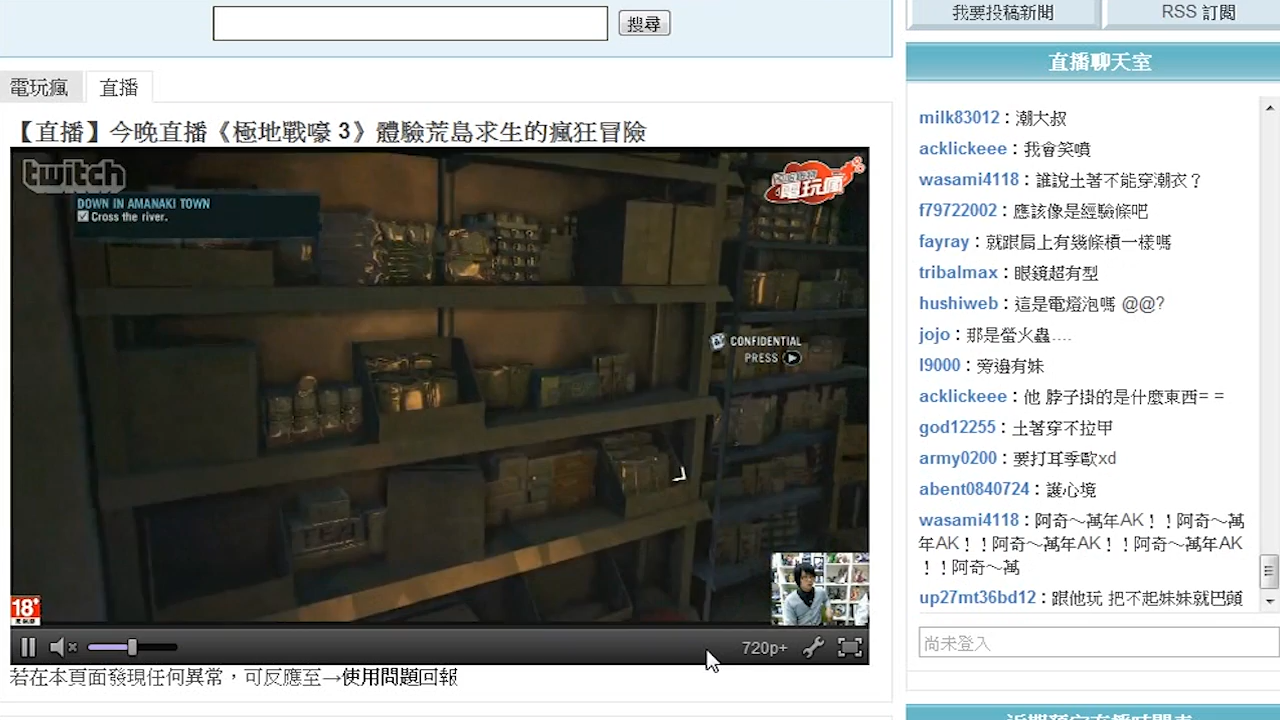 搜尋
我要投稿新聞
RSS 訂閱
電玩瘋
直播
【直播】今晚直播《極地戰嚎 3》體驗荒島求生的瘋狂冒險
twitch
電玩瘋
DOWN IN AMANAKI TOWN
Cross the river.
CONFIDENTIAL
PRESS
18+
720p+
若在本頁面發現任何異常，可反應至→使用問題回報
直播聊天室
milk83012：潮大叔
acklickeee：我會笑噴
wasami4118：誰說土著不能穿潮衣？
f79722002：應該像是經驗條吧
fayray：就跟肩上有幾條槓一樣嗎
tribalmax：眼鏡超有型
hushiweb：這是電燈泡嗎 @@?
jojo：那是螢火蟲....
l9000：旁邊有妹
acklickeee：他 脖子掛的是什麼東西= =
god12255：土著穿不拉甲
army0200：要打耳季歐xd
abent0840724：護心境
wasami4118：阿奇～萬年AK！！阿奇～萬
年AK！！阿奇～萬年AK！！阿奇～萬年AK
！！阿奇～萬
up27mt36bd12：跟他玩 把不起妹妹就巴頭
尚未登入